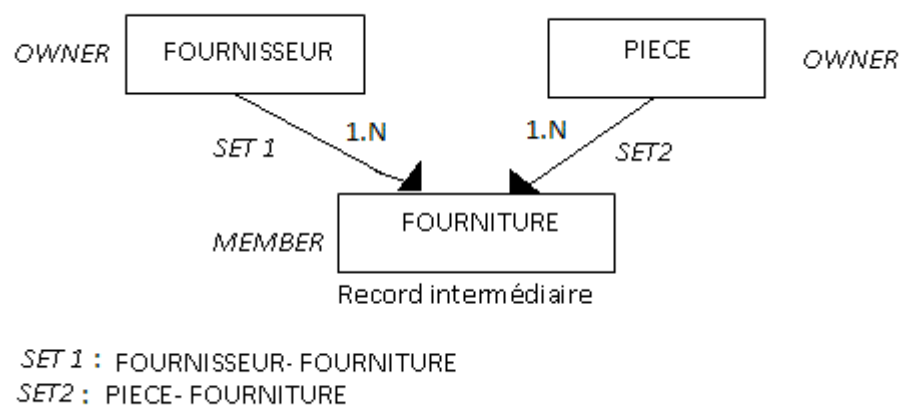 OWNER FOURNISSEUR PIECE OWNER
SET 1 1.N 1.N SET2
MEMBER FOURNITURE
Record intermédiaire
SET 1 : FOURNISSEUR- FOURNITURE
SET2 : PIECE- FOURNITURE